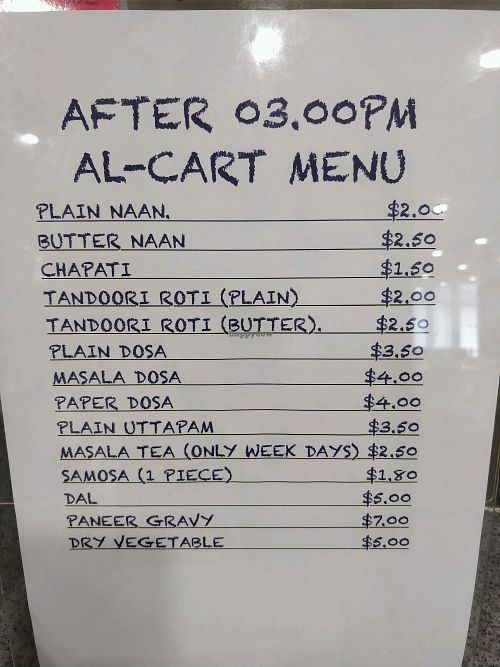 AFTER 03.00PM
AL-CART MENU
PLAIN NAAN. $2.00
BUTTER NAAN $2.50
CHAPATI $1.50
TANDOORI ROTI (PLAIN) $2.00
TANDOORI ROTI (BUTTER). $2.50
happycow
PLAIN DOSA $3.50
MASALA DOSA $4.00
PAPER DOSA $4.00
PLAIN UTTAPAM $3.50
MASALA TEA (ONLY WEEK DAYS) $2.50
SAMOSA (1 PIECE) $1.80
DAL $5.00
PANEER GRAVY $7.00
DRY VEGETABLE $5.00